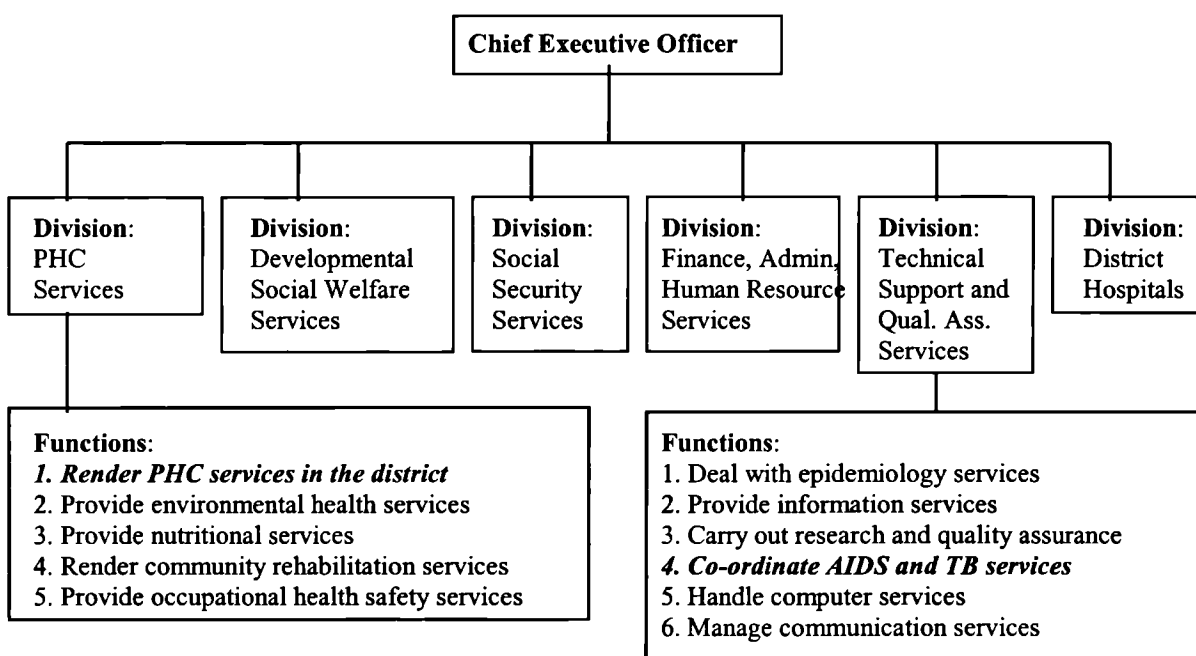 Chief Executive Officer
Division:
PHC
Services
Division:
Developmental
Social Welfare
Services
Division:
Social
Security
Services
Division:
Finance, Admin,
Human Resource
Services
Division:
Technical
Support and
Qual. Ass.
Services
Division:
District
Hospitals
Functions:
1. Render PHC services in the district
2. Provide environmental health services
3. Provide nutritional services
4. Render community rehabilitation services
5. Provide occupational health safety services
Functions:
1. Deal with epidemiology services
2. Provide information services
3. Carry out research and quality assurance
4. Co-ordinate AIDS and TB services
5. Handle computer services
6. Manage communication services